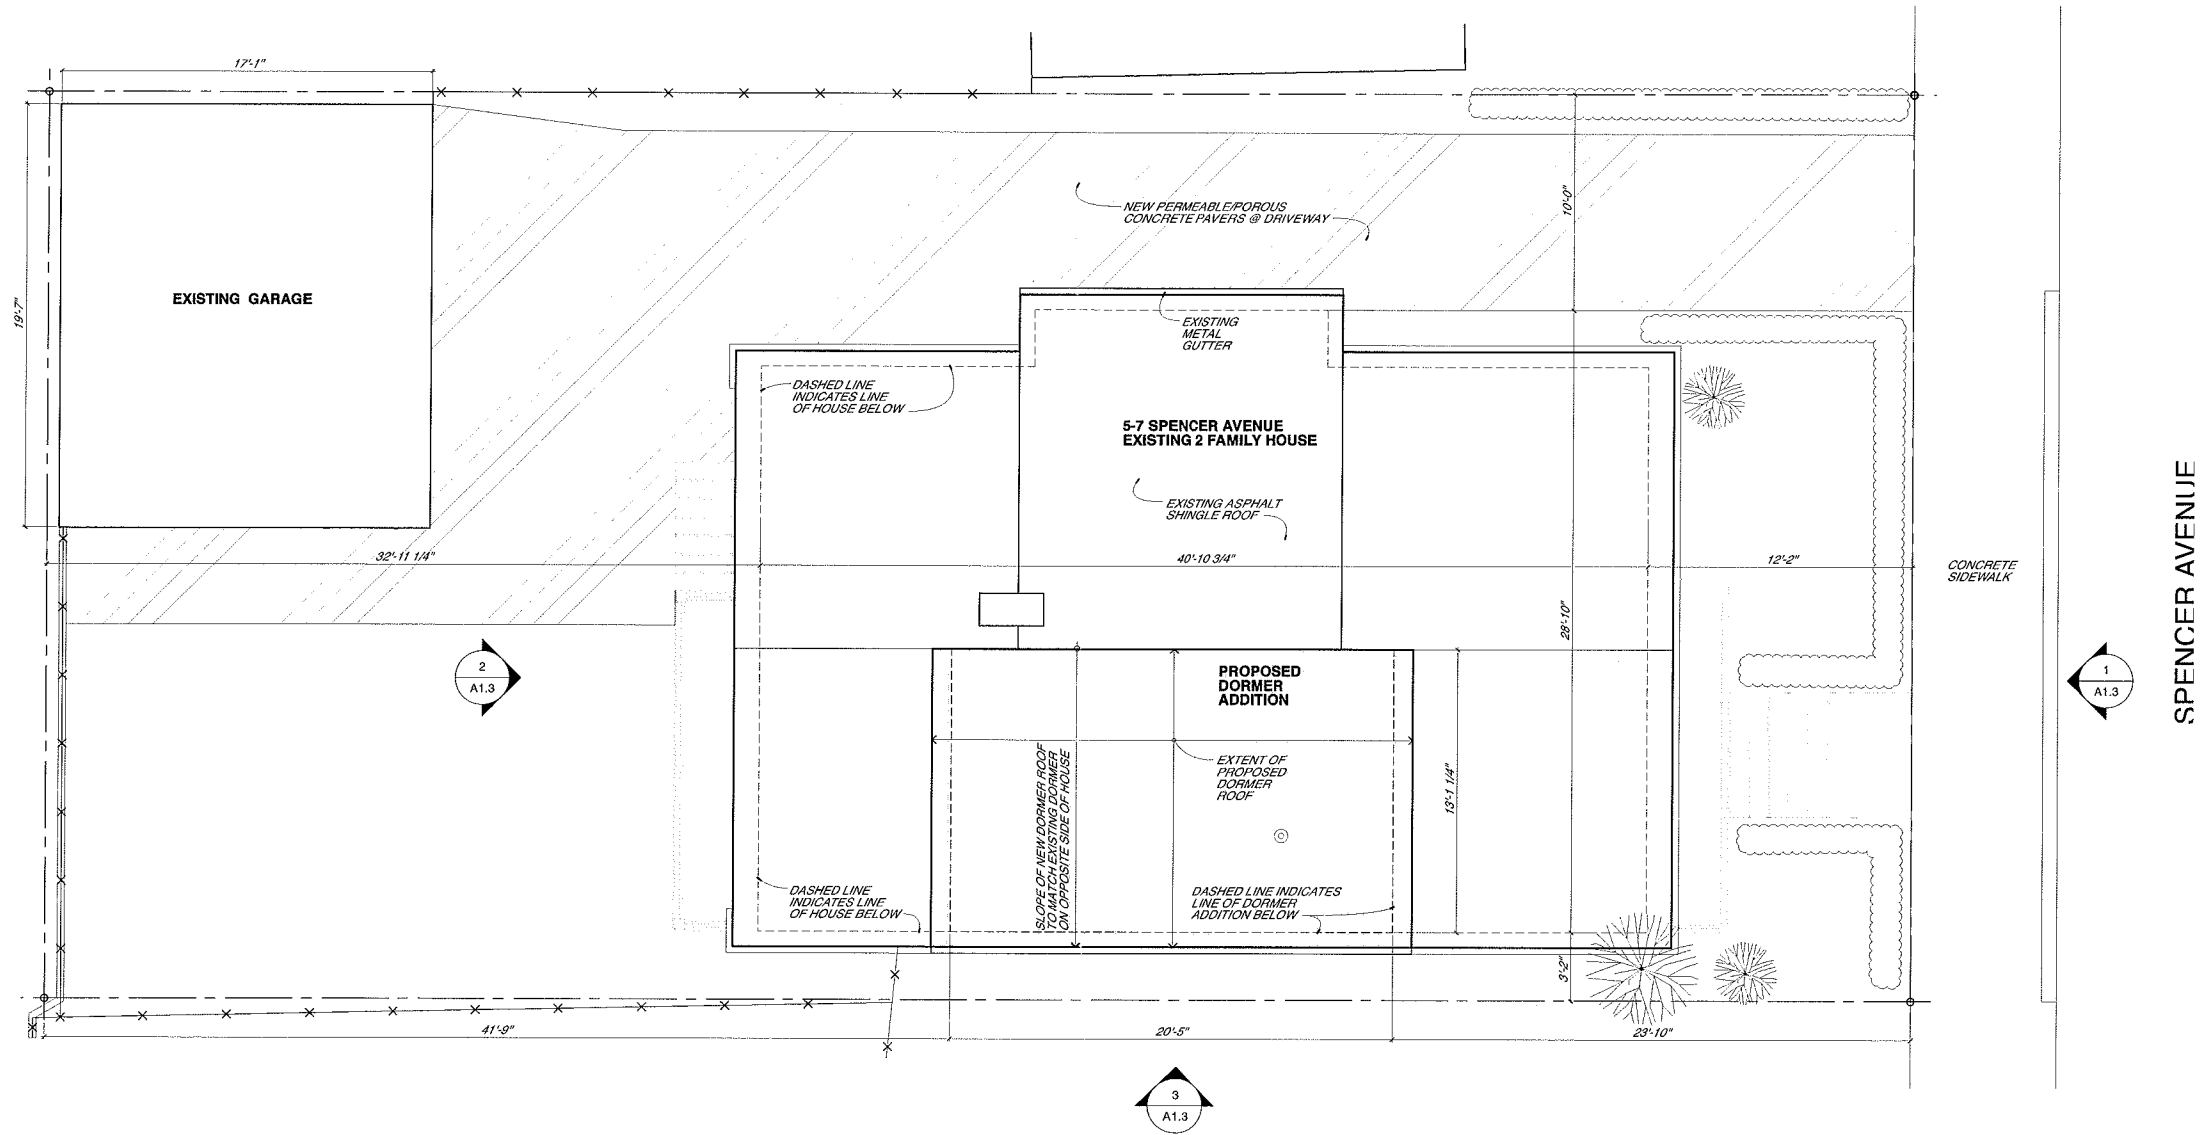 17'-1"
19'-7"
EXISTING GARAGE
NEW PERMEABLE/POROUS
CONCRETE PAVERS @ DRIVEWAY
10'-0"
EXISTING
METAL
GUTTER
DASHED LINE
INDICATES LINE
OF HOUSE BELOW
5-7 SPENCER AVENUE
EXISTING 2 FAMILY HOUSE
EXISTING ASPHALT
SHINGLE ROOF
32'-11 1/4"
40'-10 3/4"
12'-2"
CONCRETE
SIDEWALK
SPENCER AVENUE
28'-10"
2
A1.3
1
A1.3
PROPOSED
DORMER
ADDITION
SLOPE OF NEW DORMER ROOF
TO MATCH EXISTING DORMER
ON OPPOSITE SIDE OF HOUSE
EXTENT OF
PROPOSED
DORMER
ROOF
13'-1 1/4"
DASHED LINE
INDICATES LINE
OF HOUSE BELOW
DASHED LINE INDICATES
LINE OF DORMER
ADDITION BELOW
3'-2"
41'-9"
20'-5"
23'-10"
3
A1.3